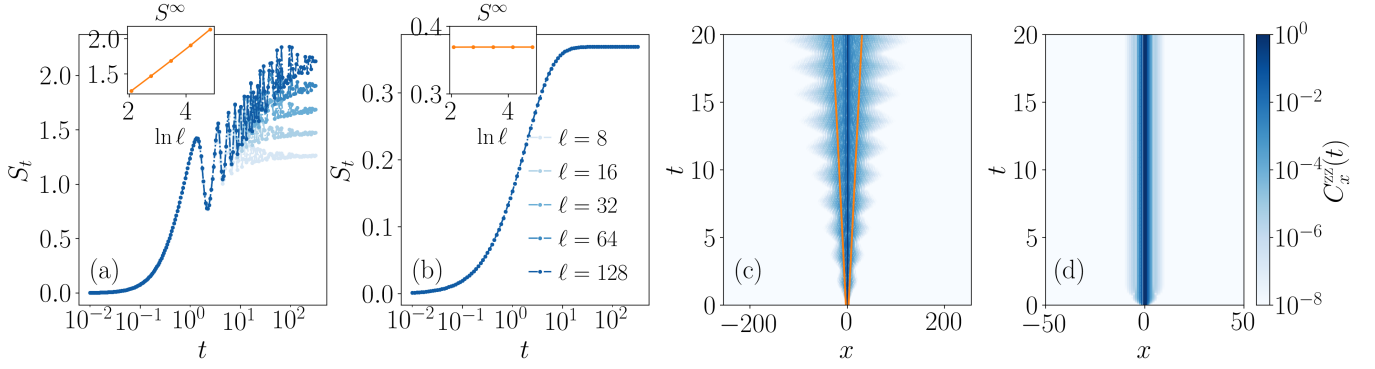 S^∞
2.0
1.5
2
4
ln ℓ
2.0
1.5
1.0
0.5
0.0
S_t
(a)
10^{-2}
10^{-1}
10^0
10^1
10^2
t
S^∞
0.4
0.3
2
4
ln ℓ
0.3
0.2
0.1
0.0
S_t
ℓ = 8
ℓ = 16
ℓ = 32
ℓ = 64
ℓ = 128
(b)
10^{-2}
10^{-1}
10^0
10^1
10^2
t
20
15
10
5
0
t
(c)
−200
0
200
x
20
15
10
5
0
t
(d)
−50
0
50
x
10^0
10^{-2}
10^{-4}
10^{-6}
10^{-8}
C_x^{zz}(t)